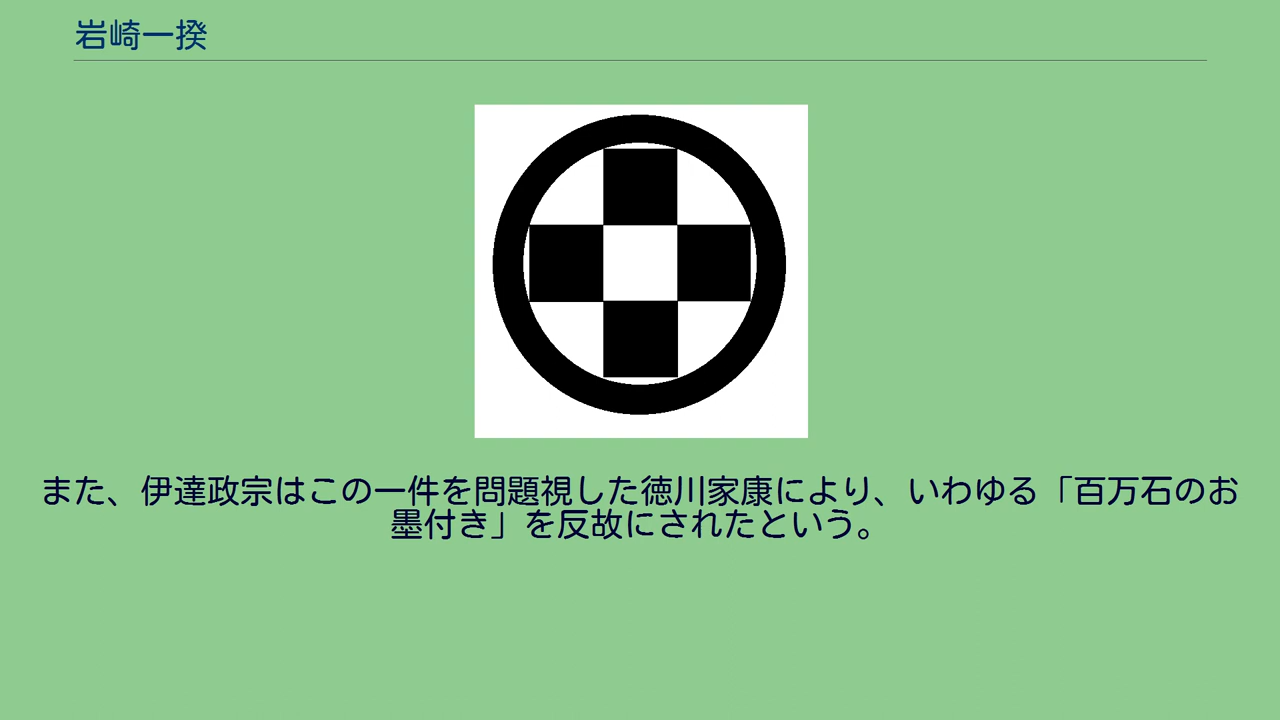 岩崎一揆
また、伊達政宗はこの一件を問題視した徳川家康により、いわゆる「百万石のお
墨付き」を反故にされたという。